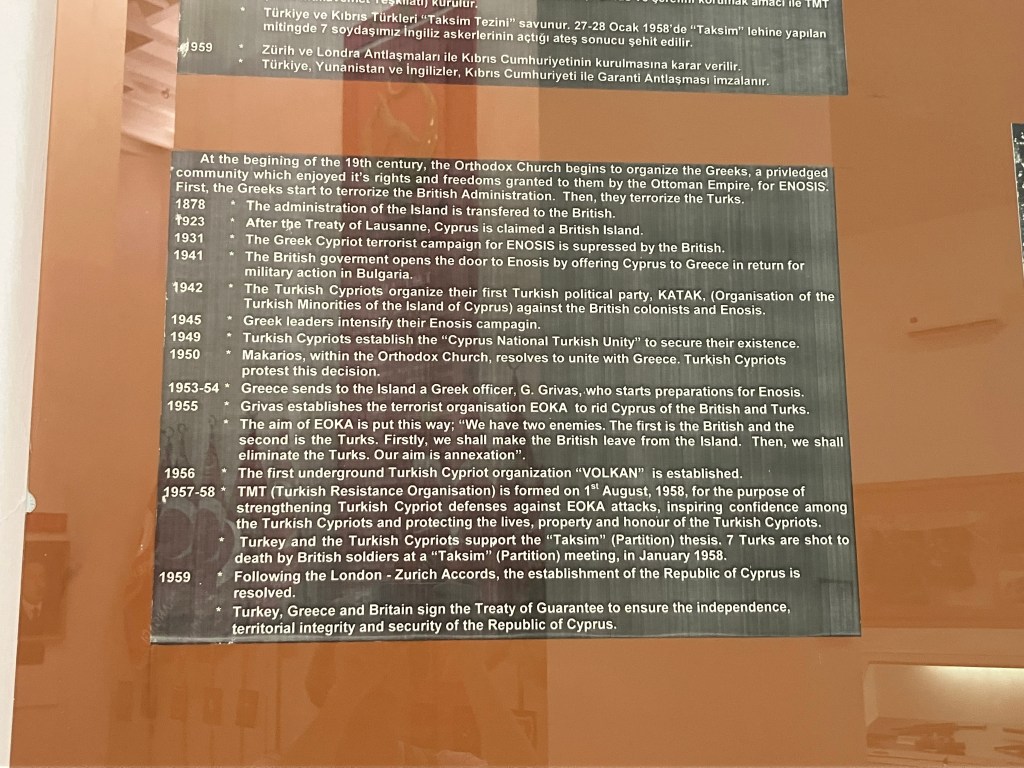 kurulur.
* Türkiye ve Kıbrıs Türkleri “Taksim Tezini” savunur. 27-28 Ocak 1958’de “Taksim” lehine yapılan
mitingde 7 soydaşımız İngiliz askerlerinin açtığı ateş sonucu şehit edilir.
1959 * Zürih ve Londra Antlaşmaları ile Kıbrıs Cumhuriyetinin kurulmasına karar verilir.
* Türkiye, Yunanistan ve İngilizler, Kıbrıs Cumhuriyeti ile Garanti Antlaşması imzalanır.
At the begining of the 19th century, the Orthodox Church begins to organize the Greeks, a privledged
community which enjoyed it’s rights and freedoms granted to them by the Ottoman Empire, for ENOSIS.
First, the Greeks start to terrorize the British Administration. Then, they terrorize the Turks.
1878 * The administration of the Island is transfered to the British.
1923 * After the Treaty of Lausanne, Cyprus is claimed a British Island.
1931 * The Greek Cypriot terrorist campaign for ENOSIS is supressed by the British.
1941 * The British goverment opens the door to Enosis by offering Cyprus to Greece in return for
military action in Bulgaria.
1942 * The Turkish Cypriots organize their first Turkish political party, KATAK, (Organisation of the
Turkish Minorities of the Island of Cyprus) against the British colonists and Enosis.
1945 * Greek leaders intensify their Enosis campagin.
1949 * Turkish Cypriots establish the “Cyprus National Turkish Unity” to secure their existence.
1950 * Makarios, within the Orthodox Church, resolves to unite with Greece. Turkish Cypriots
protest this decision.
1953-54 * Greece sends to the Island a Greek officer, G. Grivas, who starts preparations for Enosis.
1955 * Grivas establishes the terrorist organisation EOKA to rid Cyprus of the British and Turks.
* The aim of EOKA is put this way; “We have two enemies. The first is the British and the
second is the Turks. Firstly, we shall make the British leave from the Island. Then, we shall
eliminate the Turks. Our aim is annexation”.
1956 * The first underground Turkish Cypriot organization “VOLKAN” is established.
1957-58 * TMT (Turkish Resistance Organisation) is formed on 1st August, 1958, for the purpose of
strengthening Turkish Cypriot defenses against EOKA attacks, inspiring confidence among
the Turkish Cypriots and protecting the lives, property and honour of the Turkish Cypriots.
* Turkey and the Turkish Cypriots support the “Taksim” (Partition) thesis. 7 Turks are shot to
death by British soldiers at a “Taksim” (Partition) meeting, in January 1958.
1959 * Following the London - Zurich Accords, the establishment of the Republic of Cyprus is
resolved.
* Turkey, Greece and Britain sign the Treaty of Guarantee to ensure the independence,
territorial integrity and security of the Republic of Cyprus.